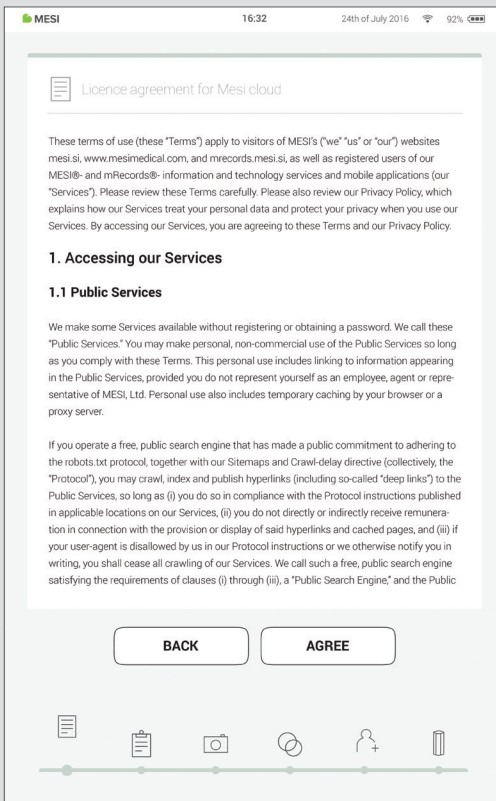 MESI 16:32 24th of July 2016 92%
Licence agreement for Mesi cloud
These terms of use (these “Terms”) apply to visitors of MESI’s (“we” “us” or “our”) websites
mesi.si, www.mesimedical.com, and mrecords.mesi.si, as well as registered users of our
MESI®- and mRecords®- information and technology services and mobile applications (our
“Services”). Please review these Terms carefully. Please also review our Privacy Policy, which
explains how our Services treat your personal data and protect your privacy when you use our
Services. By accessing our Services, you are agreeing to these Terms and our Privacy Policy.
1. Accessing our Services
1.1 Public Services
We make some Services available without registering or obtaining a password. We call these
“Public Services.” You may make personal, non-commercial use of the Public Services so long
as you comply with these Terms. This personal use includes linking to information appearing
in the Public Services, provided you do not represent yourself as an employee, agent or repre-
sentative of MESI, Ltd. Personal use also includes temporary caching by your browser or a
proxy server.
If you operate a free, public search engine that has made a public commitment to adhering to
the robots.txt protocol, together with our Sitemaps and Crawl-delay directive (collectively, the
“Protocol”), you may crawl, index and publish hyperlinks (including so-called “deep links”) to the
Public Services, so long as (i) you do so in compliance with the Protocol instructions published
in applicable locations on our Services, (ii) you do not directly or indirectly receive remunera-
tion in connection with the provision or display of said hyperlinks and cached pages, and (iii) if
your user-agent is disallowed by us in our Protocol instructions or we otherwise notify you in
writing, you shall cease all crawling of our Services. We call such a free, public search engine
satisfying the requirements of clauses (i) through (iii), a “Public Search Engine,” and the Public
BACK AGREE